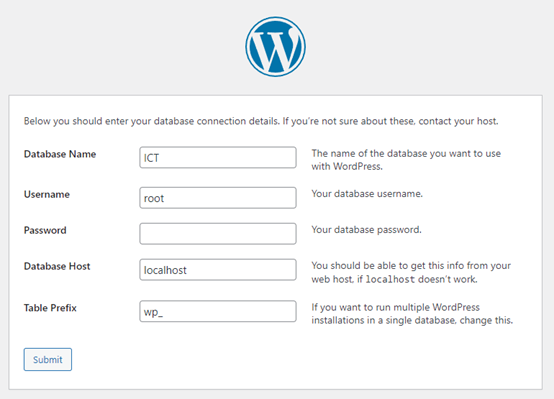 Below you should enter your database connection details. If you're not sure about these, contact your host.
Database Name
ICT
The name of the database you want to use
with WordPress.
Username
root
Your database username.
Password
Your database password.
Database Host
localhost
You should be able to get this info from your
web host, if localhost doesn't work.
Table Prefix
wp_
If you want to run multiple WordPress
installations in a single database, change this.
Submit